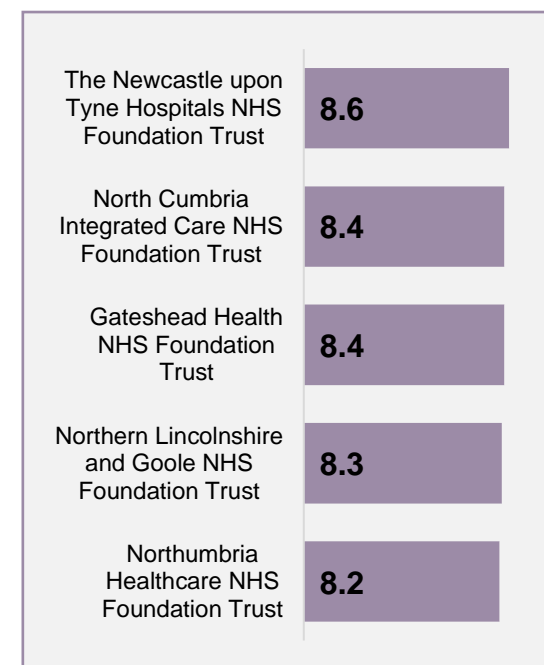 The Newcastle upon
Tyne Hospitals NHS
Foundation Trust
8.6
North Cumbria
Integrated Care NHS
Foundation Trust
8.4
Gateshead Health
NHS Foundation
Trust
8.4
Northern Lincolnshire
and Goole NHS
Foundation Trust
8.3
Northumbria
Healthcare NHS
Foundation Trust
8.2